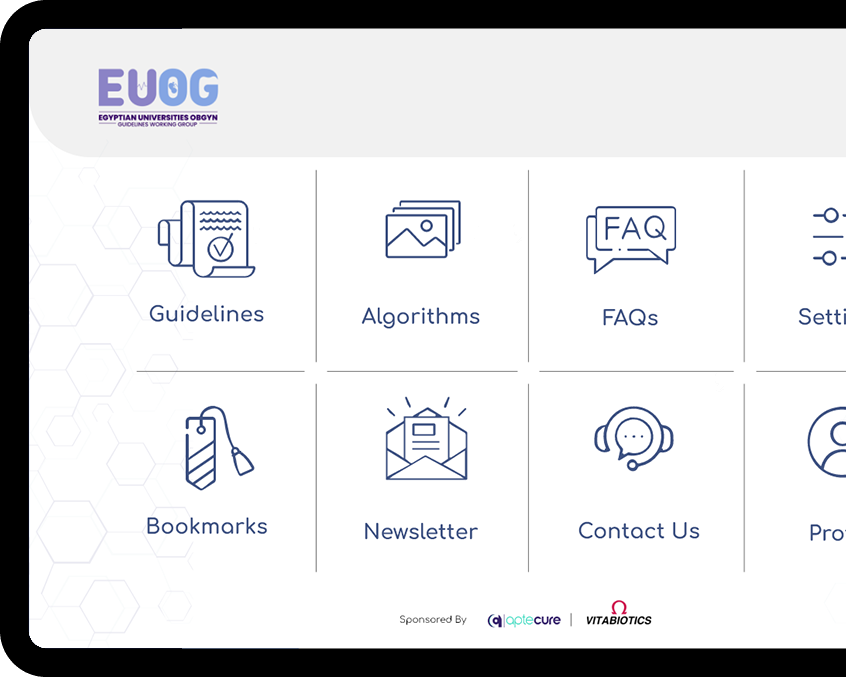 EUOG
EGYPTIAN UNIVERSITIES OBGYN
GUIDELINES WORKING GROUP
FAQ
Guidelines
Algorithms
FAQs
Setti
Bookmarks
Newsletter
Contact Us
Pro
Sponsored By
aptecure
VITABIOTICS